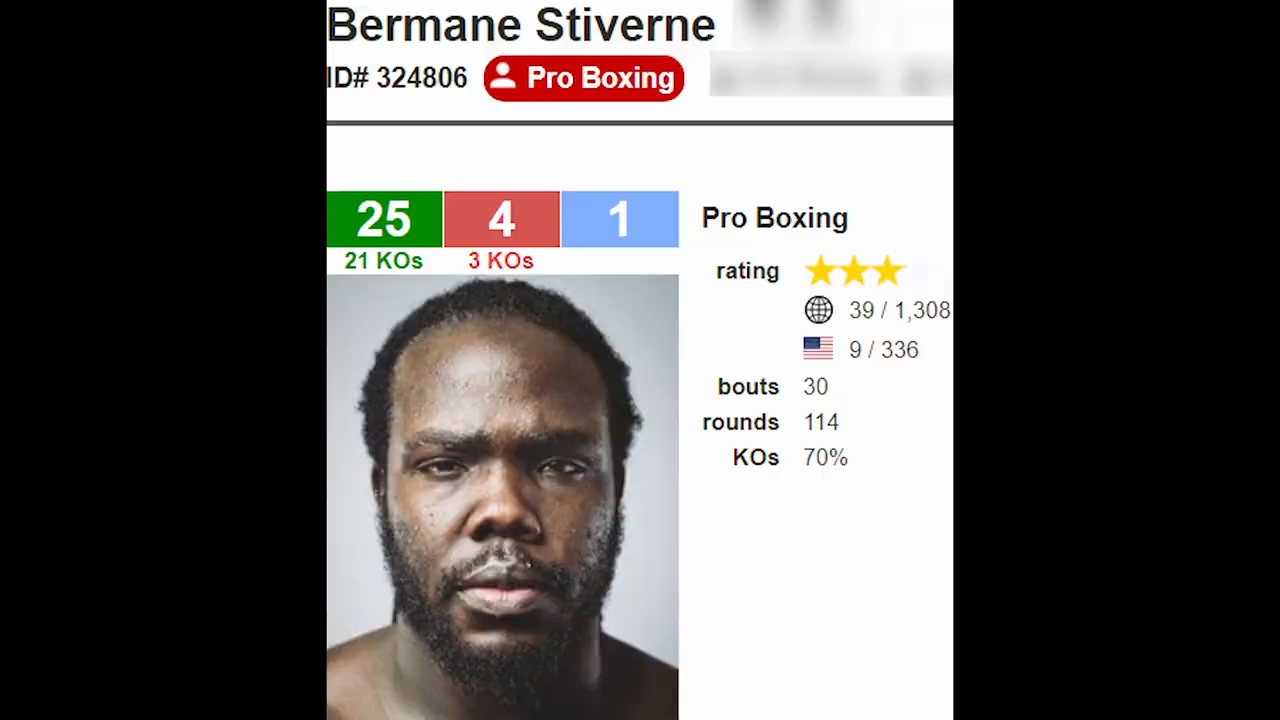 Bermane Stiverne
ID# 324806 Pro Boxing
25 4 1
21 KOs 3 KOs
Pro Boxing
rating
39 / 1,308
9 / 336
bouts 30
rounds 114
KOs 70%